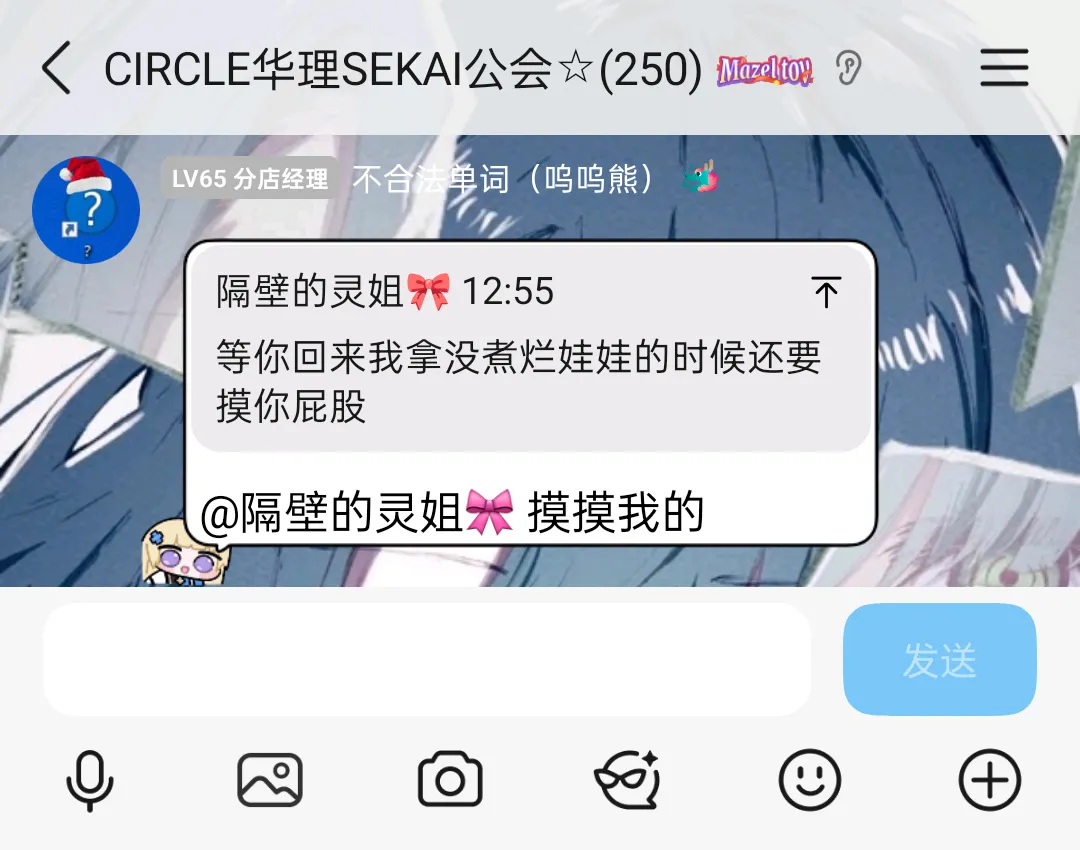 CIRCLE华理SEKAI公会☆(250) Mazel toy
LV65 分店经理 不合法单词（呜呜熊）
?
?
隔壁的灵姐🎀 12:55
等你回来我拿没煮烂娃娃的时候还要
摸你屁股
@隔壁的灵姐🎀 摸摸我的
发送